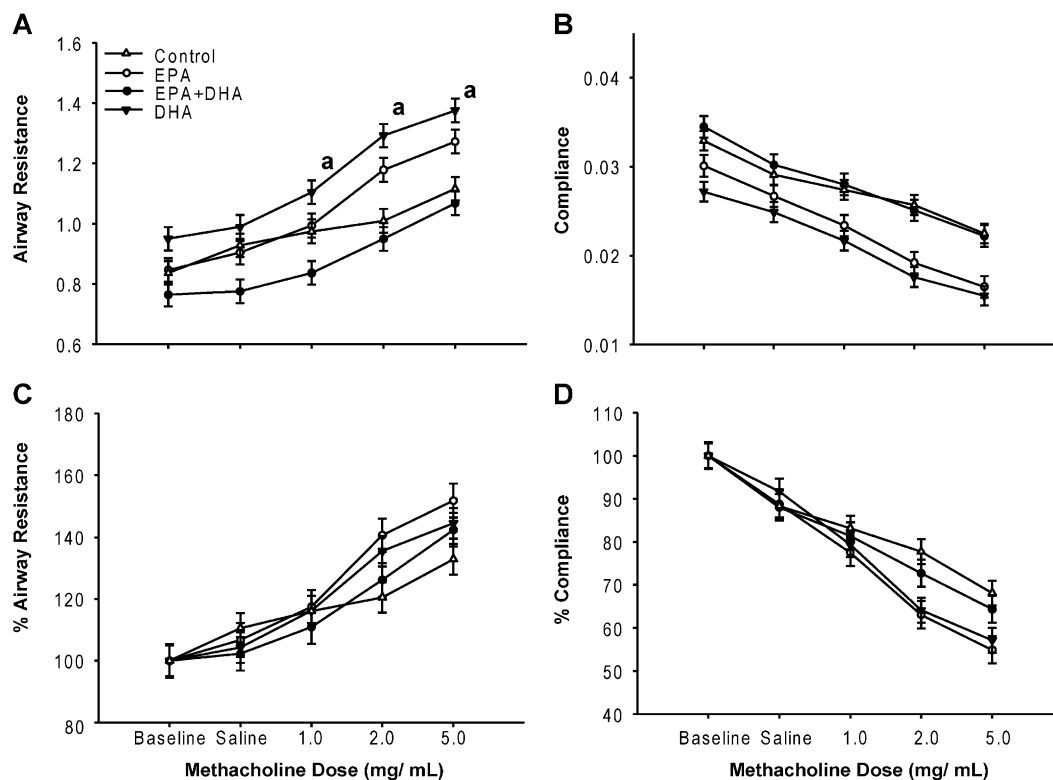 A
1.6
1.4
1.2
1.0
0.8
0.6
Airway Resistance
Control
EPA
EPA+DHA
DHA
a
a
a
B
0.04
0.03
0.02
0.01
Compliance
C
180
160
140
120
100
80
% Airway Resistance
Baseline Saline 1.0 2.0 5.0
Methacholine Dose (mg/ mL)
D
110
100
90
80
70
60
50
40
% Compliance
Baseline Saline 1.0 2.0 5.0
Methacholine Dose (mg/ mL)